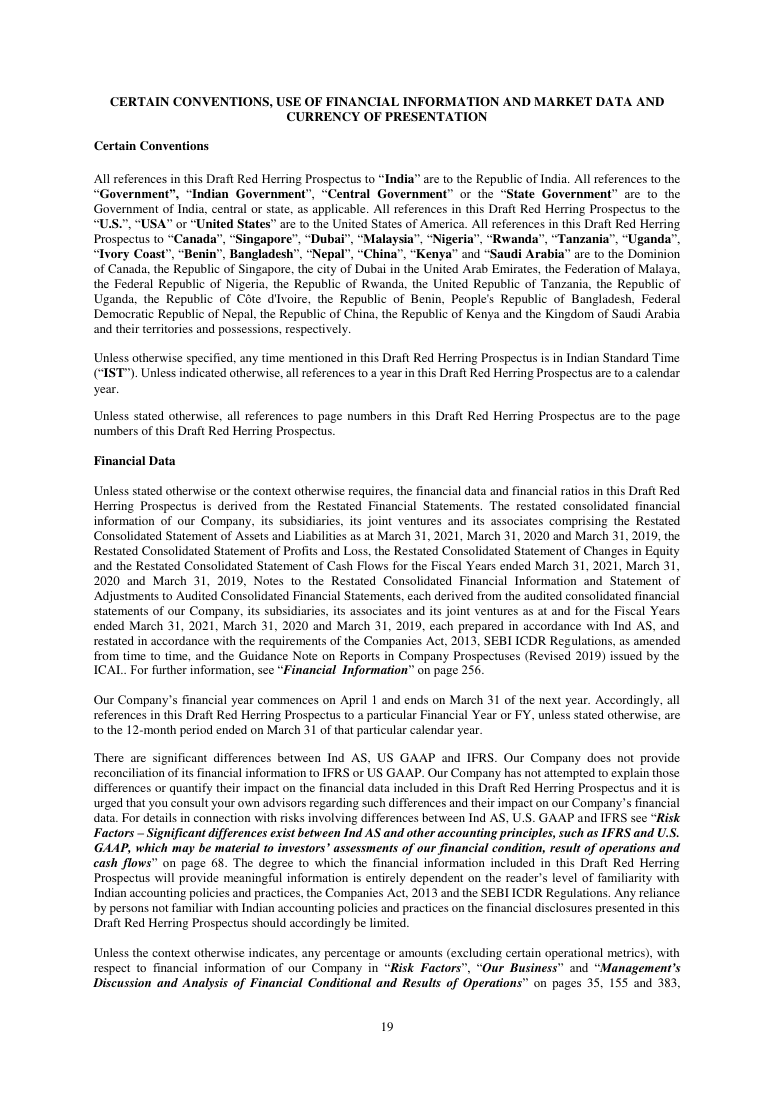 CERTAIN CONVENTIONS, USE OF FINANCIAL INFORMATION AND MARKET DATA AND
CURRENCY OF PRESENTATION
Certain Conventions
All references in this Draft Red Herring Prospectus to “India” are to the Republic of India. All references to the
“Government”, “Indian Government”, “Central Government” or the “State Government” are to the
Government of India, central or state, as applicable. All references in this Draft Red Herring Prospectus to the
“U.S.”, “USA” or “United States” are to the United States of America. All references in this Draft Red Herring
Prospectus to “Canada”, “Singapore”, “Dubai”, “Malaysia”, “Nigeria”, “Rwanda”, “Tanzania”, “Uganda”,
“Ivory Coast”, “Benin”, Bangladesh”, “Nepal”, “China”, “Kenya” and “Saudi Arabia” are to the Dominion
of Canada, the Republic of Singapore, the city of Dubai in the United Arab Emirates, the Federation of Malaya,
the Federal Republic of Nigeria, the Republic of Rwanda, the United Republic of Tanzania, the Republic of
Uganda, the Republic of Côte d'Ivoire, the Republic of Benin, People's Republic of Bangladesh, Federal
Democratic Republic of Nepal, the Republic of China, the Republic of Kenya and the Kingdom of Saudi Arabia
and their territories and possessions, respectively.
Unless otherwise specified, any time mentioned in this Draft Red Herring Prospectus is in Indian Standard Time
(“IST”). Unless indicated otherwise, all references to a year in this Draft Red Herring Prospectus are to a calendar
year.
Unless stated otherwise, all references to page numbers in this Draft Red Herring Prospectus are to the page
numbers of this Draft Red Herring Prospectus.
Financial Data
Unless stated otherwise or the context otherwise requires, the financial data and financial ratios in this Draft Red
Herring Prospectus is derived from the Restated Financial Statements. The restated consolidated financial
information of our Company, its subsidiaries, its joint ventures and its associates comprising the Restated
Consolidated Statement of Assets and Liabilities as at March 31, 2021, March 31, 2020 and March 31, 2019, the
Restated Consolidated Statement of Profits and Loss, the Restated Consolidated Statement of Changes in Equity
and the Restated Consolidated Statement of Cash Flows for the Fiscal Years ended March 31, 2021, March 31,
2020 and March 31, 2019, Notes to the Restated Consolidated Financial Information and Statement of
Adjustments to Audited Consolidated Financial Statements, each derived from the audited consolidated financial
statements of our Company, its subsidiaries, its associates and its joint ventures as at and for the Fiscal Years
ended March 31, 2021, March 31, 2020 and March 31, 2019, each prepared in accordance with Ind AS, and
restated in accordance with the requirements of the Companies Act, 2013, SEBI ICDR Regulations, as amended
from time to time, and the Guidance Note on Reports in Company Prospectuses (Revised 2019) issued by the
ICAI.. For further information, see “Financial Information” on page 256.
Our Company’s financial year commences on April 1 and ends on March 31 of the next year. Accordingly, all
references in this Draft Red Herring Prospectus to a particular Financial Year or FY, unless stated otherwise, are
to the 12-month period ended on March 31 of that particular calendar year.
There are significant differences between Ind AS, US GAAP and IFRS. Our Company does not provide
reconciliation of its financial information to IFRS or US GAAP. Our Company has not attempted to explain those
differences or quantify their impact on the financial data included in this Draft Red Herring Prospectus and it is
urged that you consult your own advisors regarding such differences and their impact on our Company’s financial
data. For details in connection with risks involving differences between Ind AS, U.S. GAAP and IFRS see “Risk
Factors – Significant differences exist between Ind AS and other accounting principles, such as IFRS and U.S.
GAAP, which may be material to investors’ assessments of our financial condition, result of operations and
cash flows” on page 68. The degree to which the financial information included in this Draft Red Herring
Prospectus will provide meaningful information is entirely dependent on the reader’s level of familiarity with
Indian accounting policies and practices, the Companies Act, 2013 and the SEBI ICDR Regulations. Any reliance
by persons not familiar with Indian accounting policies and practices on the financial disclosures presented in this
Draft Red Herring Prospectus should accordingly be limited.
Unless the context otherwise indicates, any percentage or amounts (excluding certain operational metrics), with
respect to financial information of our Company in “Risk Factors”, “Our Business” and “Management’s
Discussion and Analysis of Financial Conditional and Results of Operations” on pages 35, 155 and 383,
19